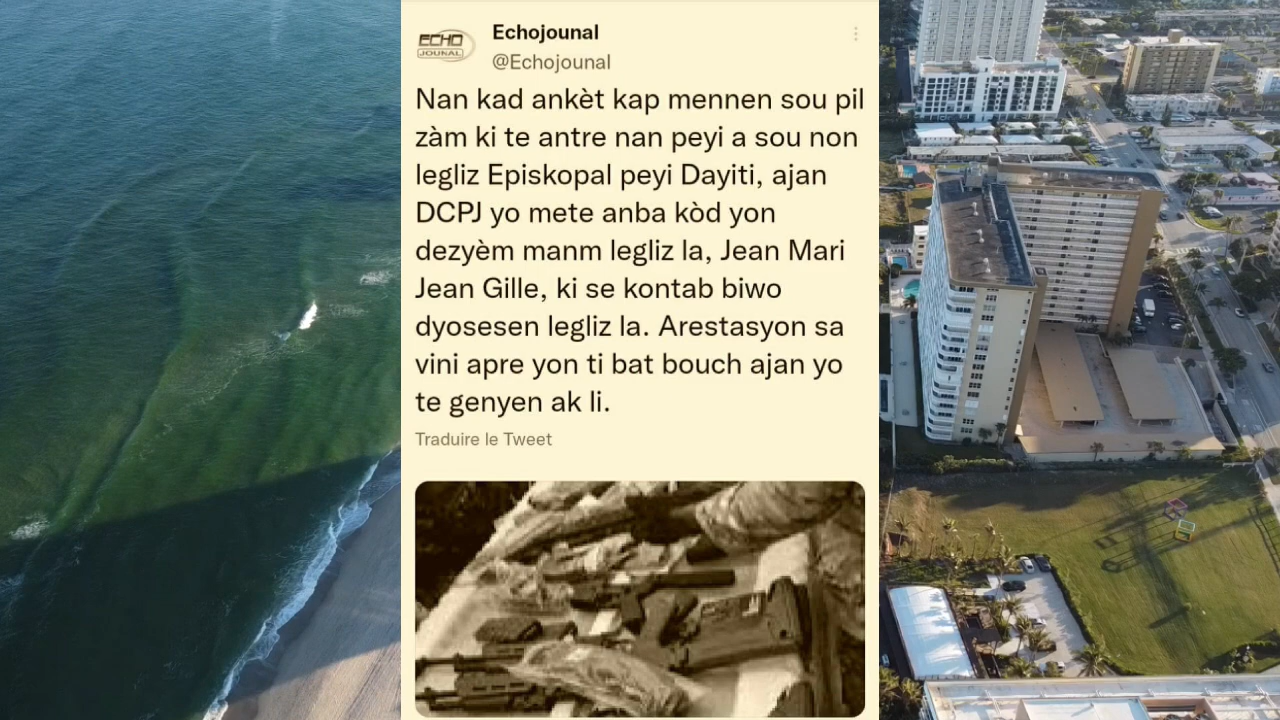 ECHO
JOUNAL
Echojounal
@Echojounal
Nan kad ankèt kap mennen sou pil
zàm ki te antre nan peyi a sou non
legliz Episkopal peyi Dayiti, ajan
DCPJ yo mete anba kòd yon
dezyèm manm legliz la, Jean Mari
Jean Gille, ki se kontab biwo
dyosesen legliz la. Arestasyon sa
vini apre yon ti bat bouch ajan yo
te genyen ak li.
Traduire le Tweet